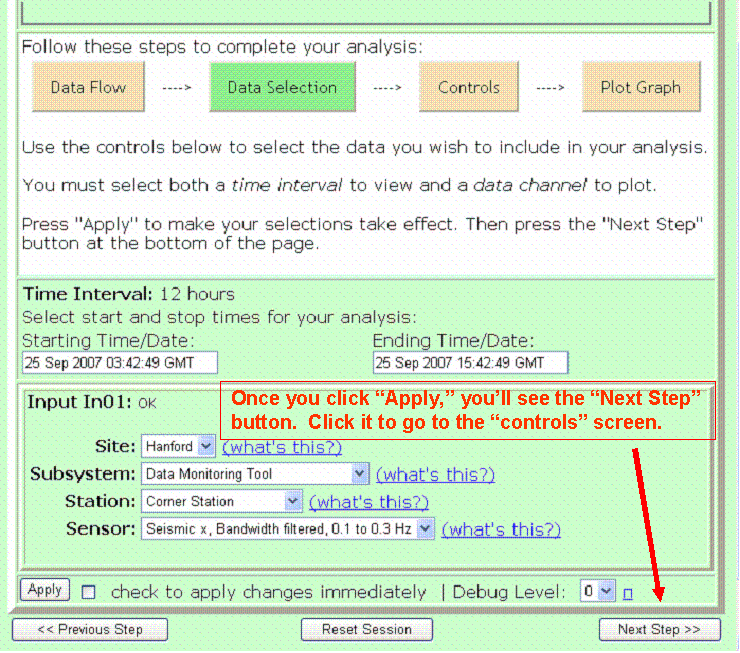 Follow these steps to complete your analysis:
Data Flow ----> Data Selection ----> Controls ----> Plot Graph
Use the controls below to select the data you wish to include in your analysis.
You must select both a time interval to view and a data channel to plot.
Press "Apply" to make your selections take effect. Then press the "Next Step"
button at the bottom of the page.
Time Interval: 12 hours
Select start and stop times for your analysis:
Starting Time/Date: Ending Time/Date:
25 Sep 2007 03:42:49 GMT 25 Sep 2007 15:42:49 GMT
Input In01: OK
Once you click “Apply,” you’ll see the “Next Step”
button.  Click it to go to the “controls” screen.
Site: Hanford (what's this?)
Subsystem: Data Monitoring Tool (what's this?)
Station: Corner Station (what's this?)
Sensor: Seismic x, Bandwidth filtered, 0.1 to 0.3 Hz (what's this?)
Apply check to apply changes immediately | Debug Level: 0
<< Previous Step Reset Session Next Step >>